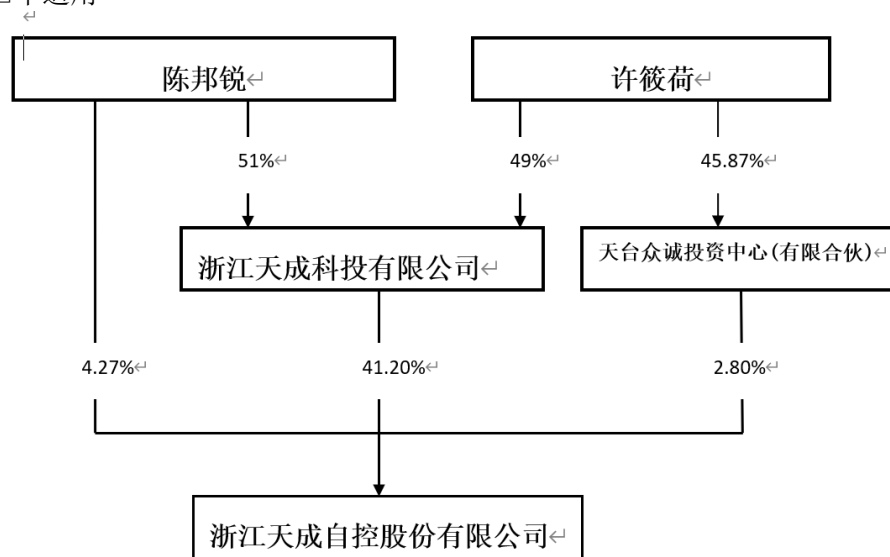 陈邦锐
许筱荷
51%
49%
45.87%
浙江天成科投有限公司
天台众诚投资中心(有限合伙)
4.27%
41.20%
2.80%
浙江天成自控股份有限公司